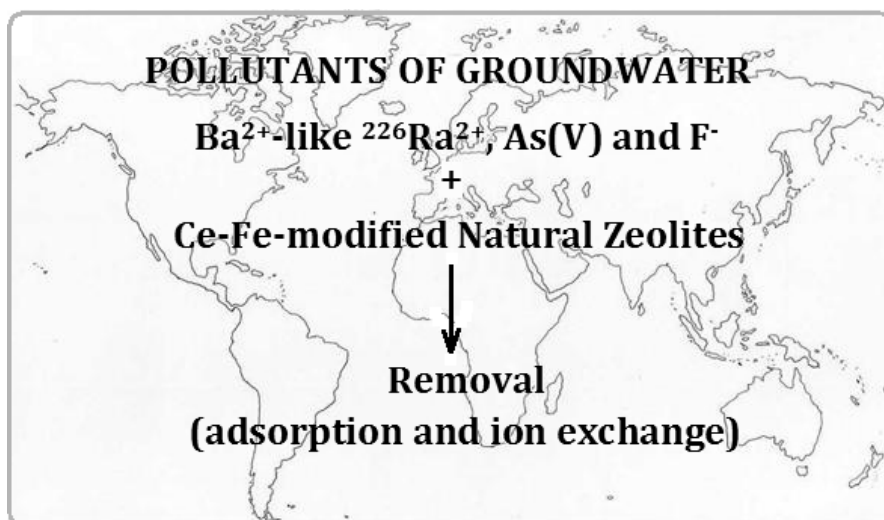 POLLUTANTS OF GROUNDWATER
Ba²⁺-like ²²⁶Ra²⁺, As(V) and F⁻
+
Ce-Fe-modified Natural Zeolites
Removal
(adsorption and ion exchange)